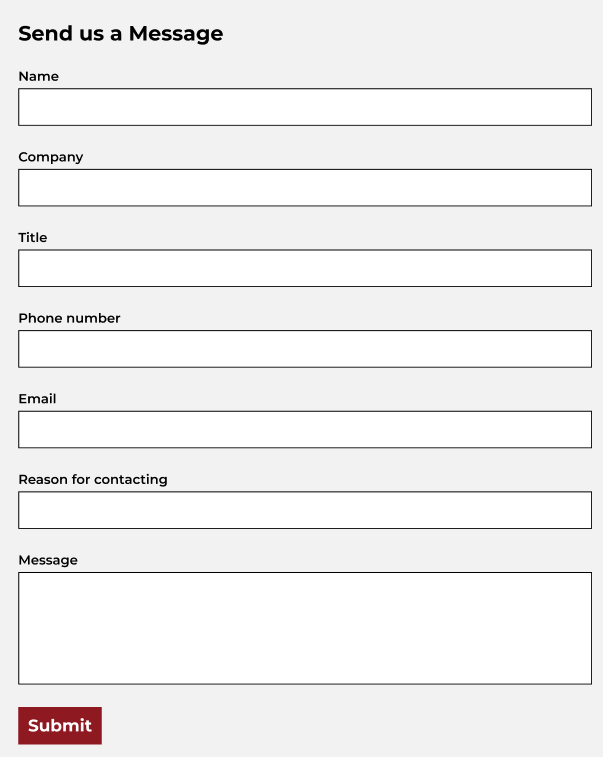 Send us a Message
Name
Company
Title
Phone number
Email
Reason for contacting
Message
Submit